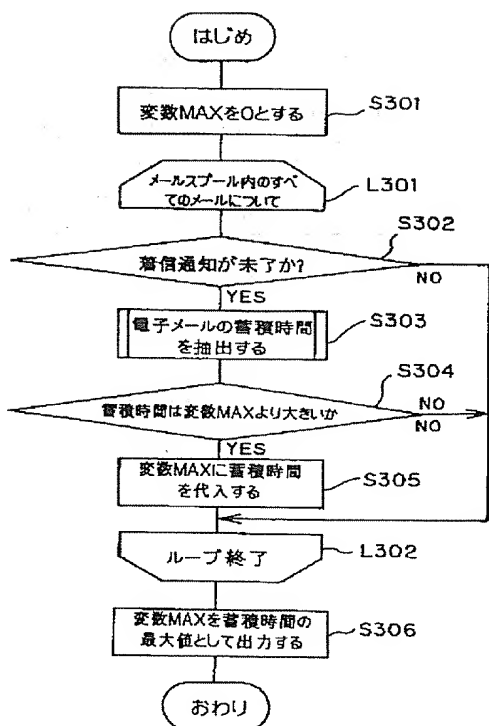 はじめ
変数MAXを0とする
S301
メールスプール内のすべ
てのメールについて
L301
S302
着信通知が未了か?
NO
YES
電子メールの蓄積時間
を抽出する
S303
S304
蓄積時間は変数MAXより大きいか
NO
NO
YES
変数MAXに蓄積時間
を代入する
S305
ループ終了
L302
変数MAXを蓄積時間の
最大値として出力する
S306
おわり